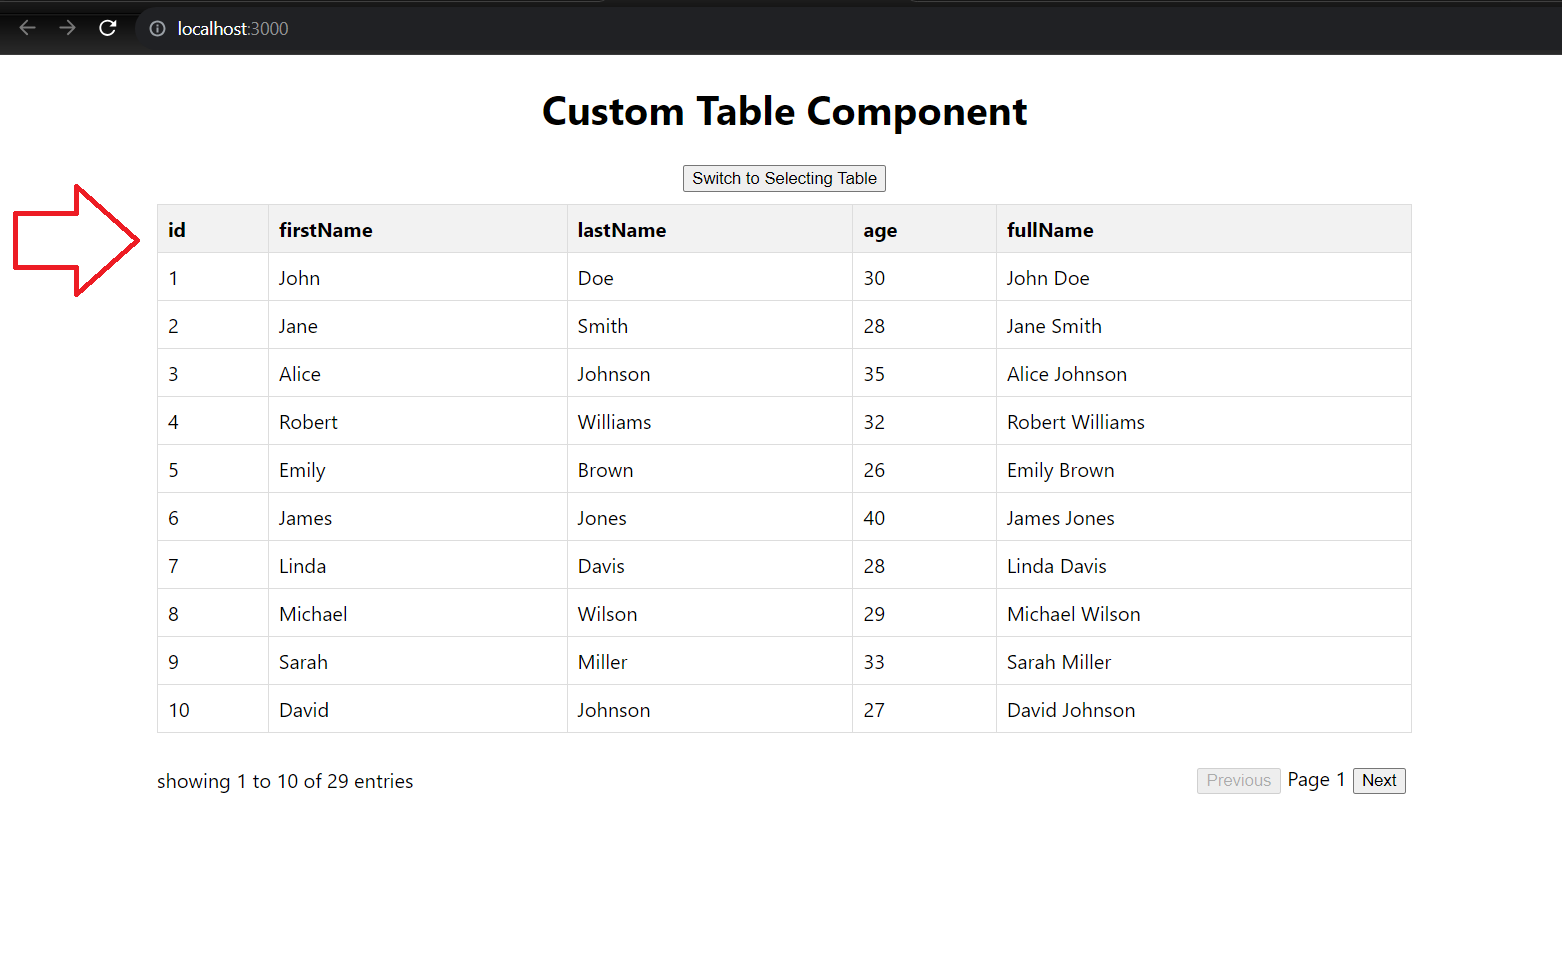 localhost:3000
Custom Table Component
Switch to Selecting Table
id firstName lastName age fullName
1 John Doe 30 John Doe
2 Jane Smith 28 Jane Smith
3 Alice Johnson 35 Alice Johnson
4 Robert Williams 32 Robert Williams
5 Emily Brown 26 Emily Brown
6 James Jones 40 James Jones
7 Linda Davis 28 Linda Davis
8 Michael Wilson 29 Michael Wilson
9 Sarah Miller 33 Sarah Miller
10 David Johnson 27 David Johnson
showing 1 to 10 of 29 entries Previous Page 1 Next